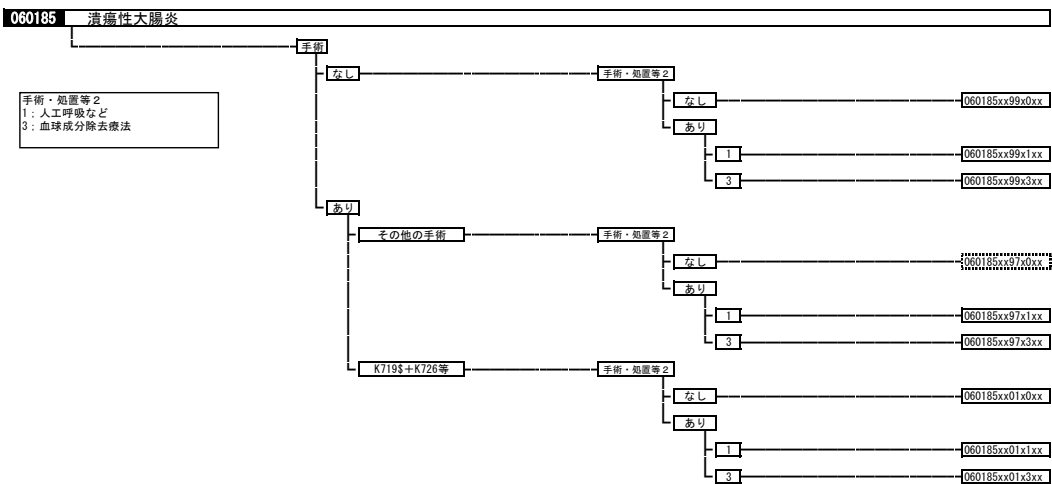 060185 潰瘍性大腸炎
手術
なし 手術・処置等2
手術・処置等2
1；人工呼吸など
3；血球成分除去療法
なし 060185xx99x0xx
あり
1 060185xx99x1xx
3 060185xx99x3xx
あり
その他の手術 手術・処置等2
なし 060185xx97x0xx
あり
1 060185xx97x1xx
3 060185xx97x3xx
K719$＋K726等 手術・処置等2
なし 060185xx01x0xx
あり
1 060185xx01x1xx
3 060185xx01x3xx